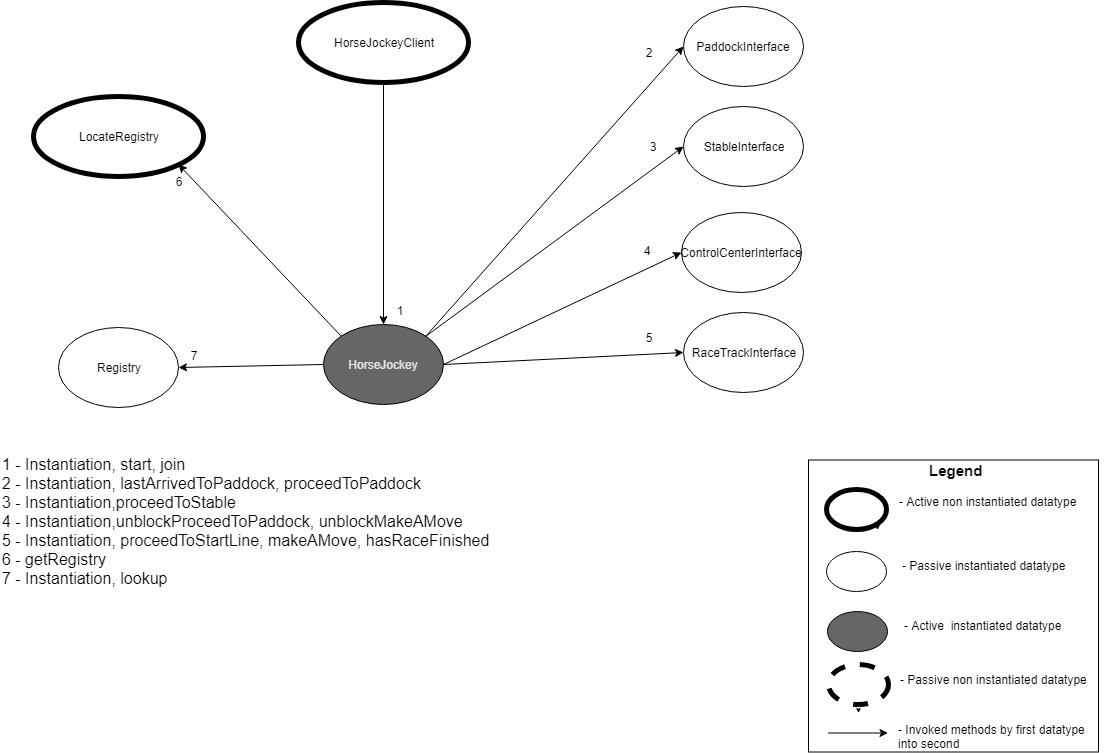 HorseJockeyClient
PaddockInterface
2
LocateRegistry
StableInterface
3
6
ControlCenterInterface
4
1
RaceTrackInterface
5
Registry
7
HorseJockey
1 - Instantiation, start, join
2 - Instantiation, lastArrivedToPaddock, proceedToPaddock
3 - Instantiation,proceedToStable
4 - Instantiation,unblockProceedToPaddock, unblockMakeAMove
5 - Instantiation, proceedToStartLine, makeAMove, hasRaceFinished
6 - getRegistry
7 - Instantiation, lookup
Legend
- Active non instantiated datatype
- Passive instantiated datatype
- Active  instantiated datatype
- Passive non instantiated datatype
- Invoked methods by first datatype
into second